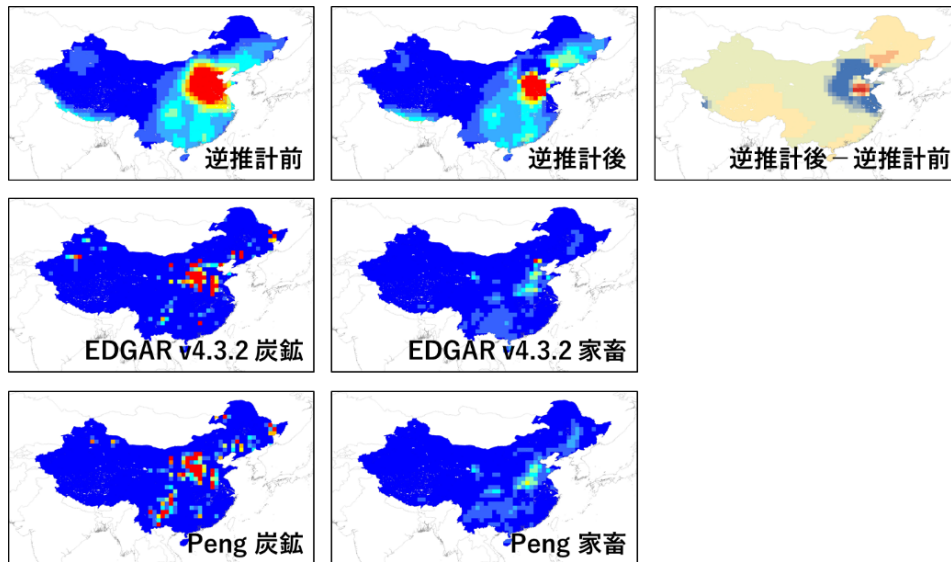 逆推計前
逆推計後
逆推計後－逆推計前
EDGAR v4.3.2 炭鉱
EDGAR v4.3.2 家畜
Peng 炭鉱
Peng 家畜